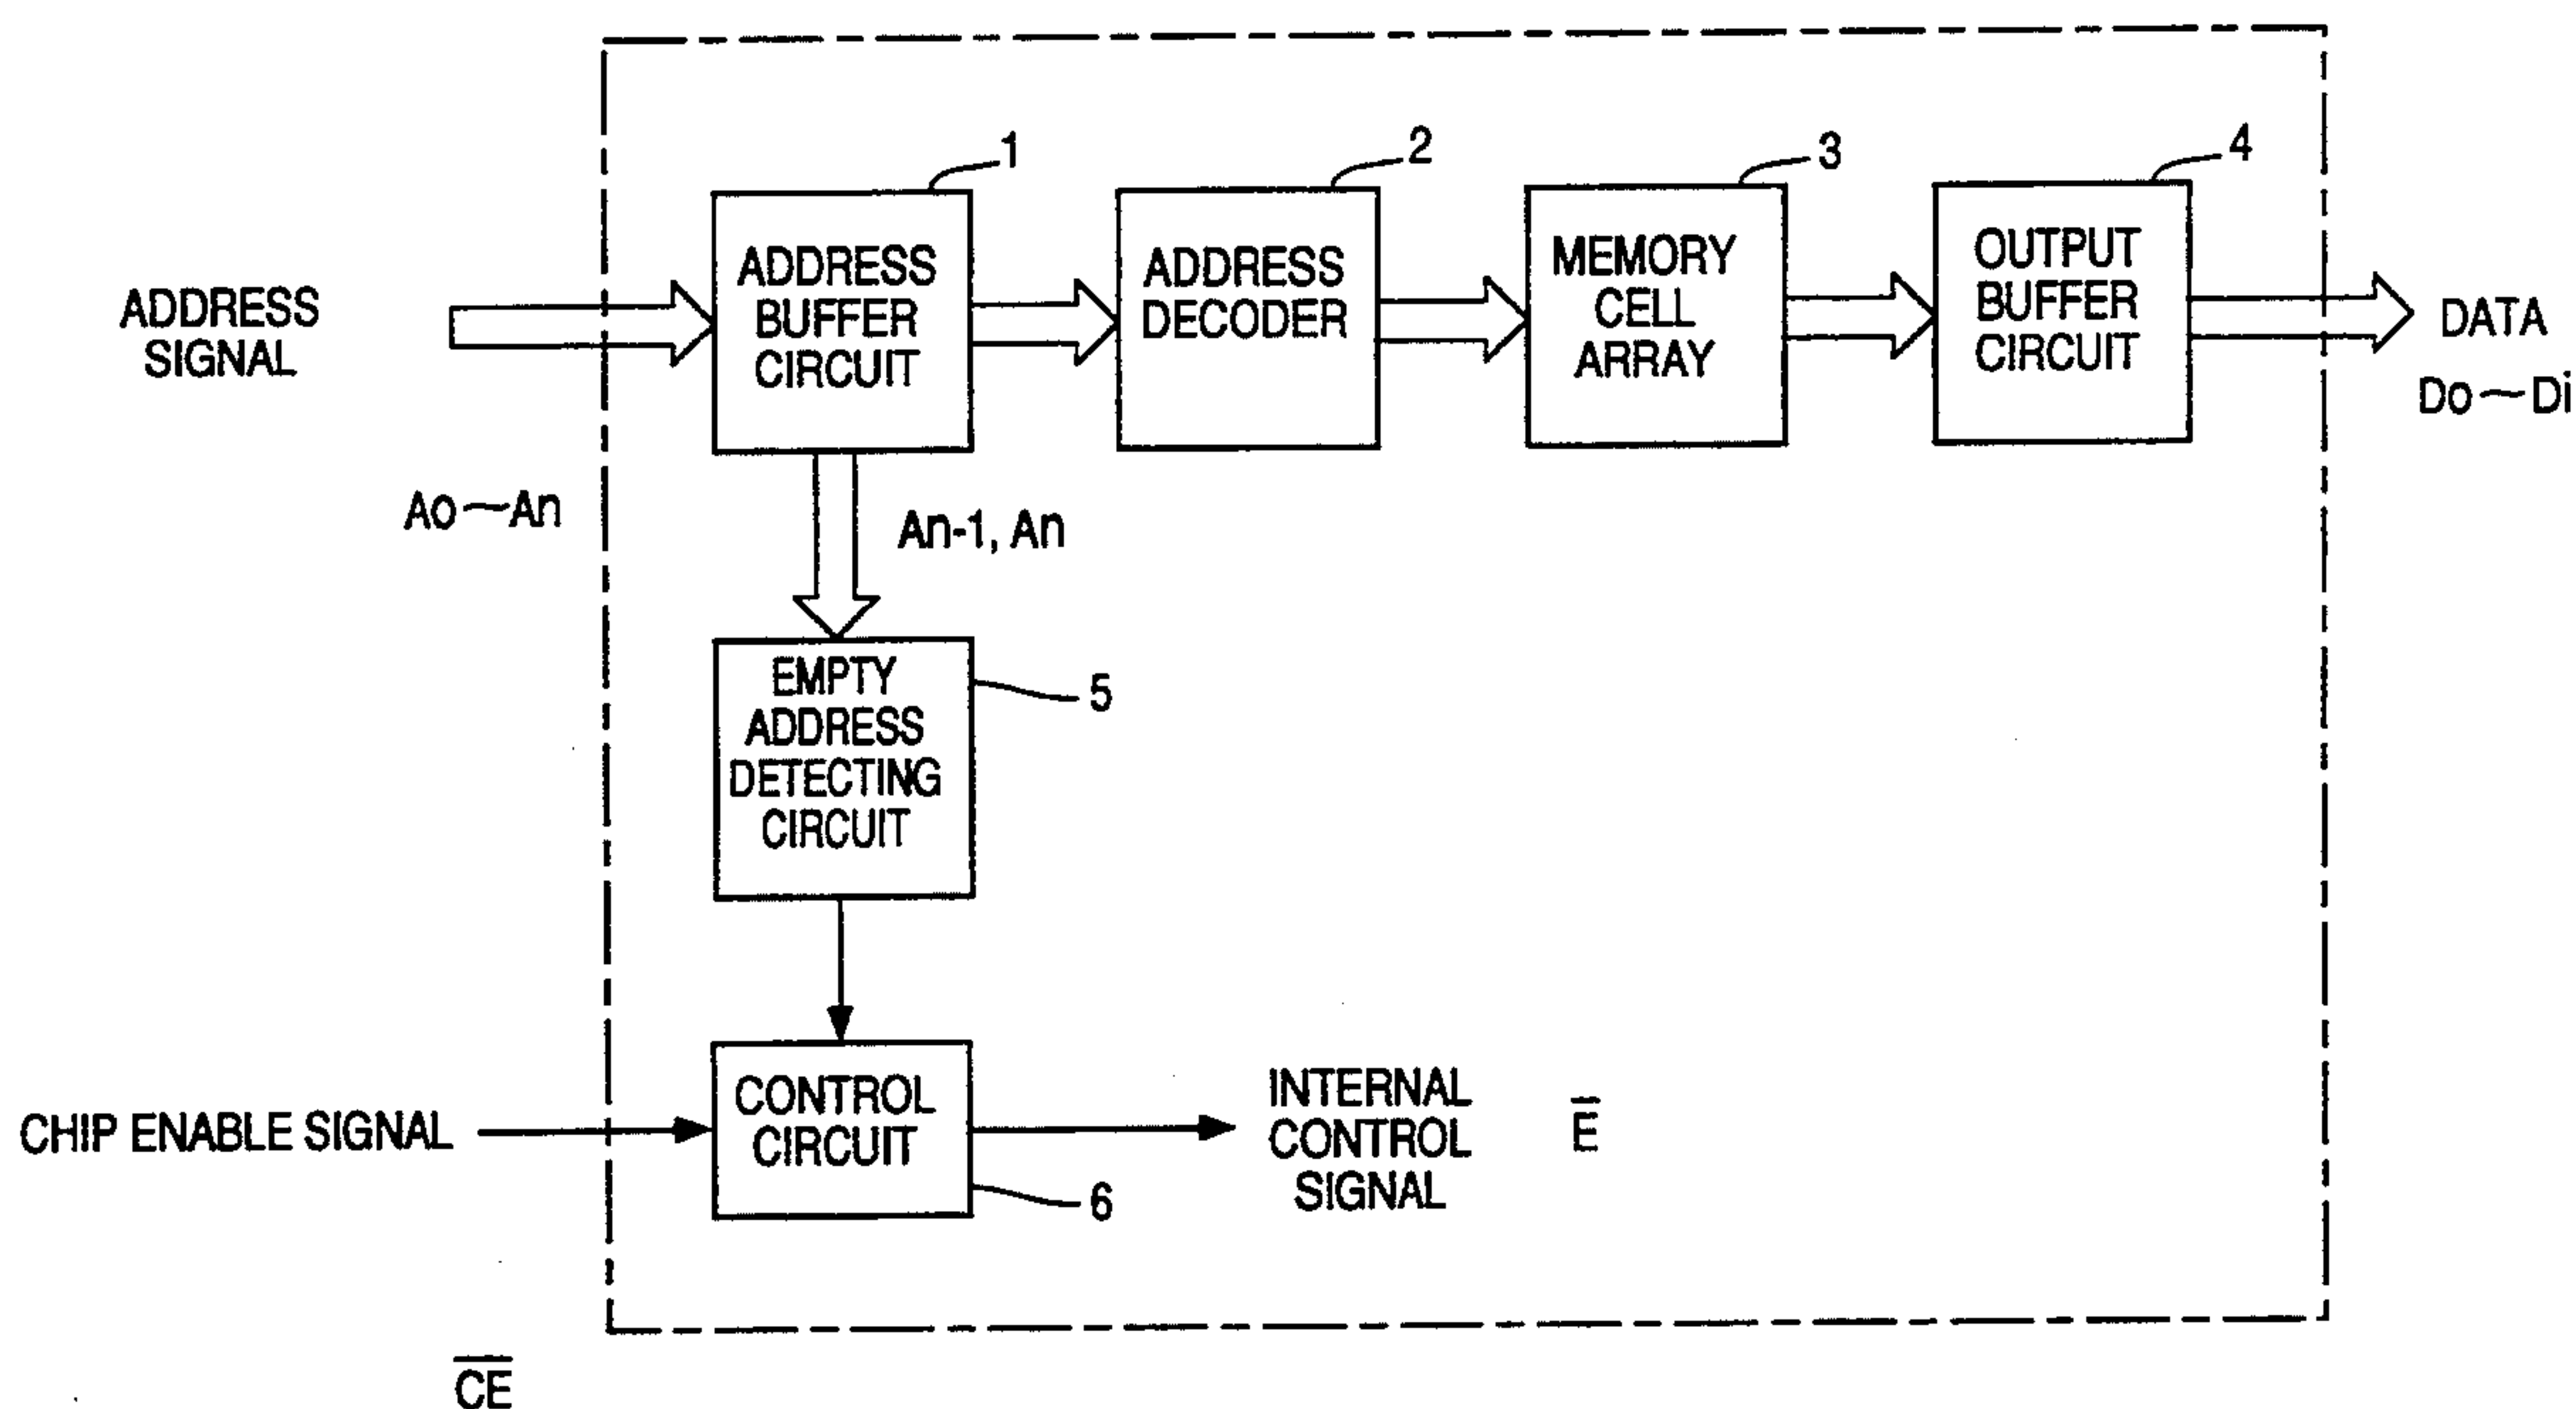 1
2
3
4
ADDRESS
SIGNAL
ADDRESS
BUFFER
CIRCUIT
ADDRESS
DECODER
MEMORY
CELL
ARRAY
OUTPUT
BUFFER
CIRCUIT
DATA
Do~Di
Ao~An
An-1, An
EMPTY
ADDRESS
DETECTING
CIRCUIT
5
CHIP ENABLE SIGNAL
CONTROL
CIRCUIT
6
INTERNAL
CONTROL
SIGNAL
E̅
C̅E̅